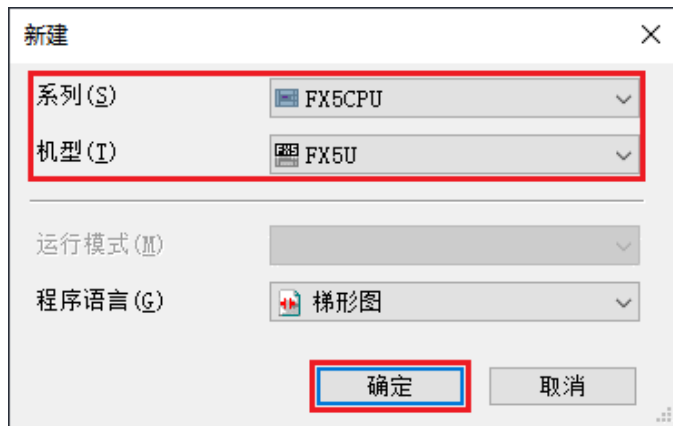 新建
系列(S) FX5CPU
机型(T) FX5U
运行模式(M)
程序语言(G) 梯形图
确定 取消